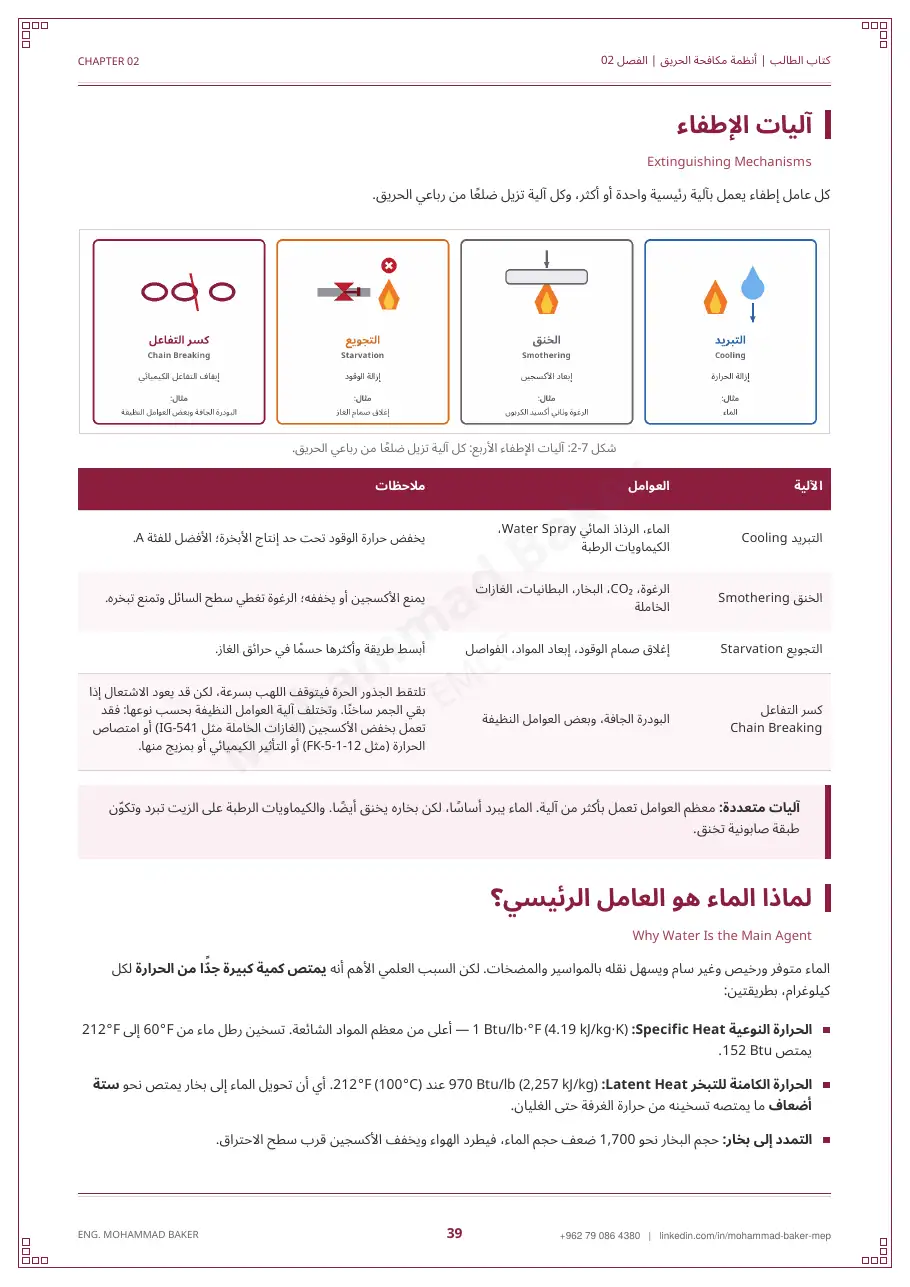 كتاب الطالب | أنظمة مكافحة الحريق | الفصل 02
CHAPTER 02
آليات الإطفاء
Extinguishing Mechanisms
كل عامل إطفاء يعمل بآلية رئيسية واحدة أو أكثر، وكل آلية تزيل ضلعًا من رباعي الحريق.
التبريد
Cooling
إزالة الحرارة
مثال:
الماء
الخنق
Smothering
إبعاد الأكسجين
مثال:
الرغوة وثاني أكسيد الكربون
التجويع
Starvation
إزالة الوقود
مثال:
إغلاق صمام الغاز
كسر التفاعل
Chain Breaking
إيقاف التفاعل الكيميائي
مثال:
البودرة الجافة وبعض العوامل النظيفة
شكل 7-2: آليات الإطفاء الأربع: كل آلية تزيل ضلعًا من رباعي الحريق.
الآلية العوامل ملاحظات
التبريد Cooling
الماء، الرذاذ المائي Water Spray،
الكيماويات الرطبة
يخفض حرارة الوقود تحت حد إنتاج الأبخرة؛ الأفضل للفئة A.
الخنق Smothering
الرغوة، CO₂، البخار، البطانيات، الغازات
الخاملة
يمنع الأكسجين أو يخففه؛ الرغوة تغطي سطح السائل وتمنع تبخره.
التجويع Starvation
إغلاق صمام الوقود، إبعاد المواد، الفواصل
أبسط طريقة وأكثرها حسمًا في حرائق الغاز.
كسر التفاعل
Chain Breaking
البودرة الجافة، وبعض العوامل النظيفة
تلتقط الجذور الحرة فيتوقف اللهب بسرعة، لكن قد يعود الاشتعال إذا
بقي الجمر ساخنًا. وتختلف آلية العوامل النظيفة بحسب نوعها: فقد
تعمل بخفض الأكسجين (الغازات الخاملة مثل IG-541) أو امتصاص
الحرارة (مثل FK-5-1-12) أو التأثير الكيميائي أو بمزيج منها.
Mohammad Baker
EMCC
آليات متعددة: معظم العوامل تعمل بأكثر من آلية. الماء يبرد أساسًا، لكن بخاره يخنق أيضًا. والكيماويات الرطبة على الزيت تبرد وتكوّن
طبقة صابونية تخنق.
لماذا الماء هو العامل الرئيسي؟
Why Water Is the Main Agent
الماء متوفر ورخيص وغير سام ويسهل نقله بالمواسير والمضخات. لكن السبب العلمي الأهم أنه يمتص كمية كبيرة جدًّا من الحرارة لكل
كيلوغرام، بطريقتين:
الحرارة النوعية Specific Heat: 1 Btu/lb·°F (4.19 kJ/kg·K) — أعلى من معظم المواد الشائعة. تسخين رطل ماء من 60°F إلى 212°F
يمتص 152 Btu.
الحرارة الكامنة للتبخر Latent Heat: 970 Btu/lb (2,257 kJ/kg) عند 212°F (100°C). أي أن تحويل الماء إلى بخار يمتص نحو ستة
أضعاف ما يمتصه تسخينه من حرارة الغرفة حتى الغليان.
التمدد إلى بخار: حجم البخار نحو 1,700 ضعف حجم الماء، فيطرد الهواء ويخفف الأكسجين قرب سطح الاحتراق.
ENG. MOHAMMAD BAKER
39
+962 79 086 4380 | linkedin.com/in/mohammad-baker-mep